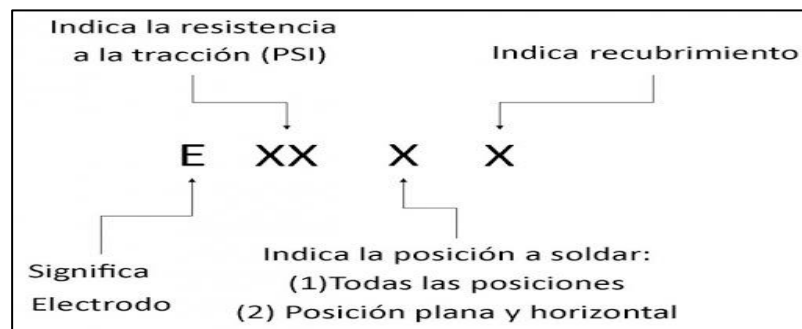 Indica la resistencia
a la tracción (PSI)
Indica recubrimiento
E XX X X
Significa
Electrodo
Indica la posición a soldar:
(1)Todas las posiciones
(2) Posición plana y horizontal